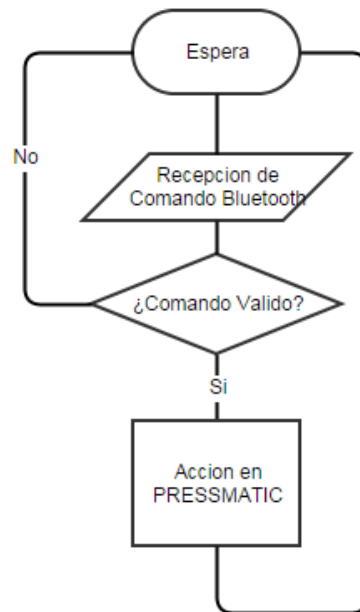 Espera
No
Recepcion de
Comando Bluetooth
¿Comando Valido?
Si
Accion en
PRESSMATIC